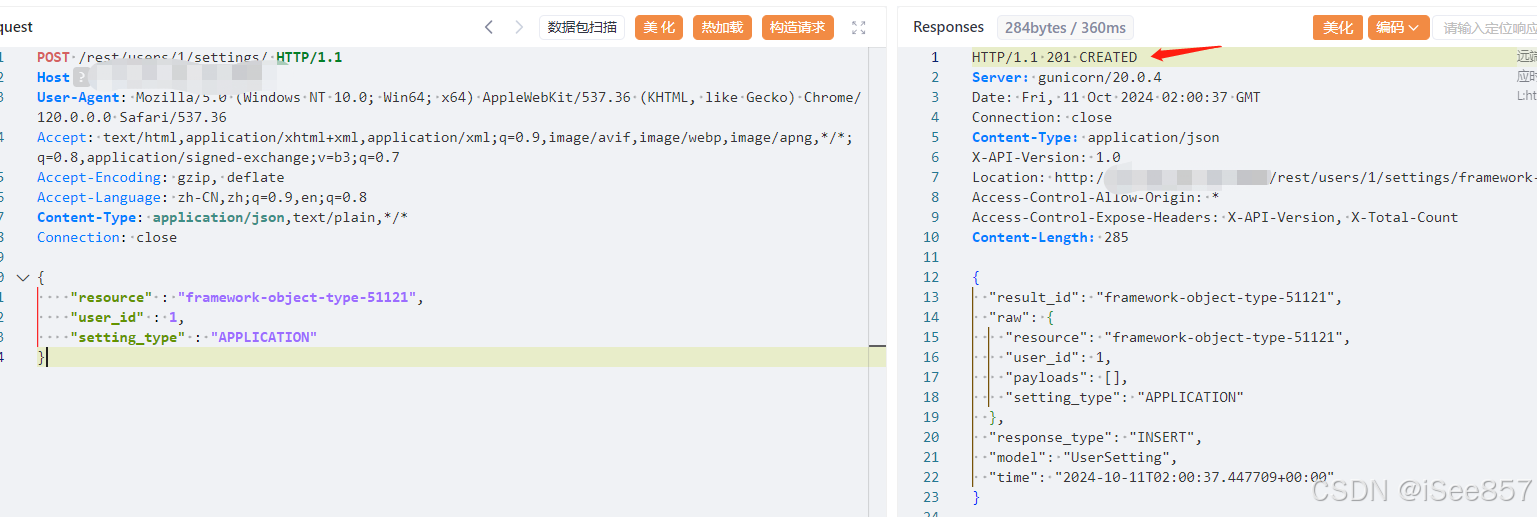 quest
数据包扫描
美化
热加载
构造请求
POST /rest/users/1/settings/ HTTP/1.1
2 Host ?
3 User-Agent: Mozilla/5.0 (Windows NT 10.0; Win64; x64) AppleWebKit/537.36 (KHTML, like Gecko) Chrome/
120.0.0.0 Safari/537.36
4 Accept: text/html,application/xhtml+xml,application/xml;q=0.9,image/avif,image/webp,image/apng,*/*;
q=0.8,application/signed-exchange;v=b3;q=0.7
5 Accept-Encoding: gzip, deflate
6 Accept-Language: zh-CN,zh;q=0.9,en;q=0.8
7 Content-Type: application/json,text/plain,*/*
8 Connection: close
9
0 {
1 "resource" : "framework-object-type-51121",
2 "user_id" : 1,
3 "setting_type" : "APPLICATION"
4 }
Responses
284bytes / 360ms
美化
编码
请输入定位响应
1 HTTP/1.1 201 CREATED
2 Server: gunicorn/20.0.4
3 Date: Fri, 11 Oct 2024 02:00:37 GMT
4 Connection: close
5 Content-Type: application/json
6 X-API-Version: 1.0
7 Location: http:/ /rest/users/1/settings/framework-
8 Access-Control-Allow-Origin: *
9 Access-Control-Expose-Headers: X-API-Version, X-Total-Count
10 Content-Length: 285
11
12 {
13 "result_id": "framework-object-type-51121",
14 "raw": {
15 "resource": "framework-object-type-51121",
16 "user_id": 1,
17 "payloads": [],
18 "setting_type": "APPLICATION"
19 },
20 "response_type": "INSERT",
21 "model": "UserSetting",
22 "time": "2024-10-11T02:00:37.447709+00:00"
23 }
24
远端
应时
L:ht
CSDN @iSee857